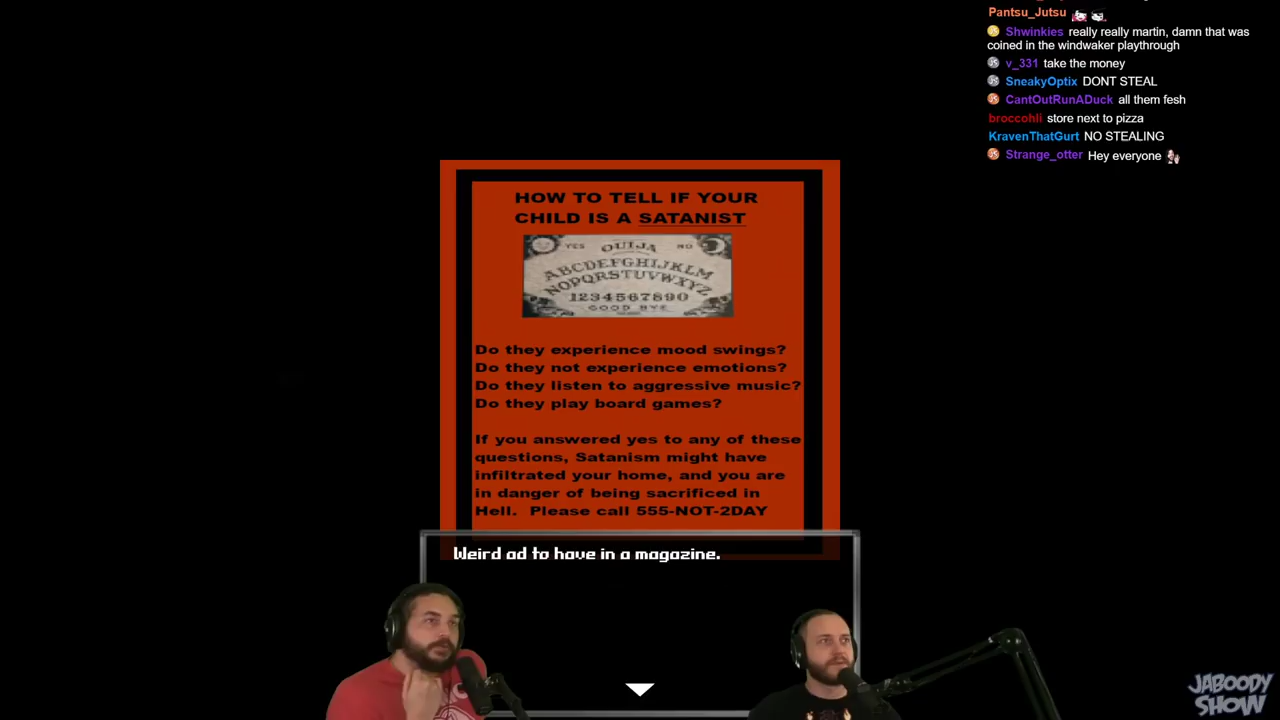 Pantsu_Jutsu
Shwinkies really really martin, damn that was
coined in the windwaker playthrough
v_331 take the money
SneakyOptix DONT STEAL
CantOutRunADuck all them fesh
broccohli store next to pizza
KravenThatGurt NO STEALING
Strange_otter Hey everyone
HOW TO TELL IF YOUR
CHILD IS A SATANIST
YES OUIJA NO
ABCDEFGHIJKLM
NOPQRSTUVWXYZ
1234567890
GOOD BYE
Do they experience mood swings?
Do they not experience emotions?
Do they listen to aggressive music?
Do they play board games?
If you answered yes to any of these
questions, Satanism might have
infiltrated your home, and you are
in danger of being sacrificed in
Hell. Please call 555-NOT-2DAY
Weird ad to have in a magazine.
JABOODY
SHOW